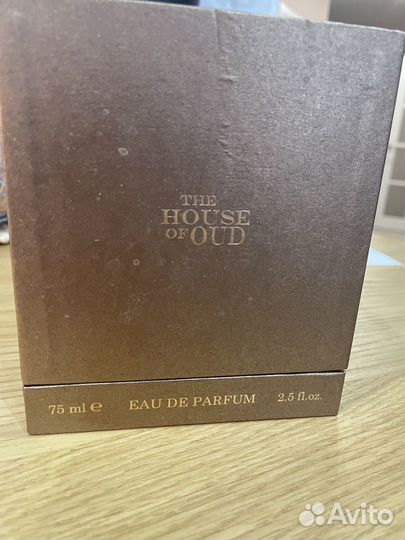 THE
HOUSE
OF OUD
75 ml e EAU DE PARFUM 2.5 fl.oz.
Avito